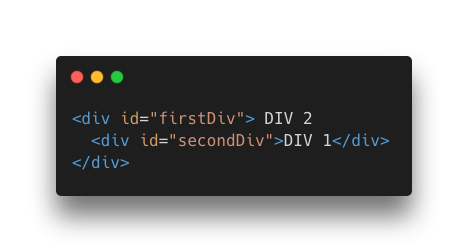 <div id="firstDiv"> DIV 2
  <div id="secondDiv">DIV 1</div>
</div>